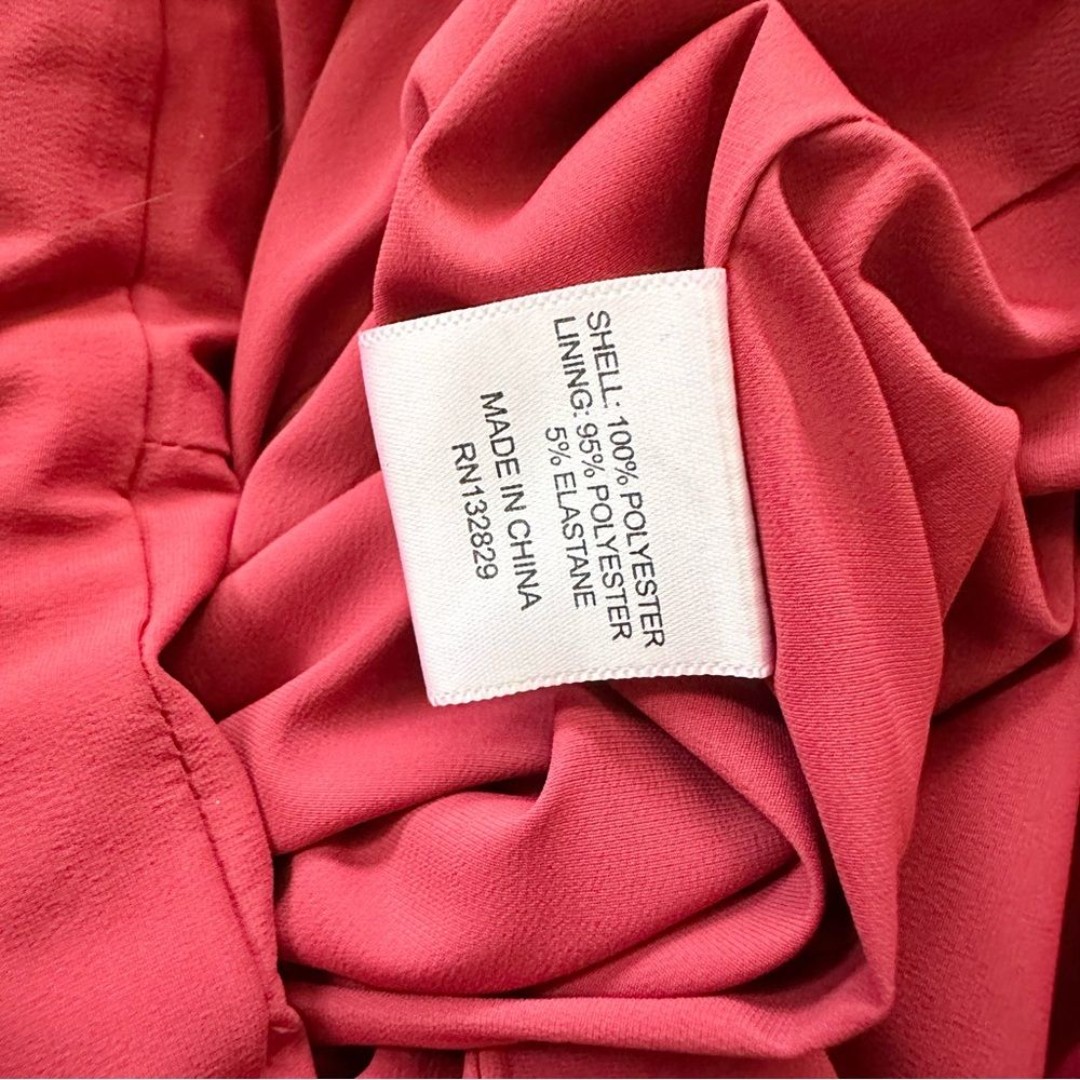 SHELL: 100% POLYESTER
LINING: 95% POLYESTER
5% ELASTANE
MADE IN CHINA
RN132829